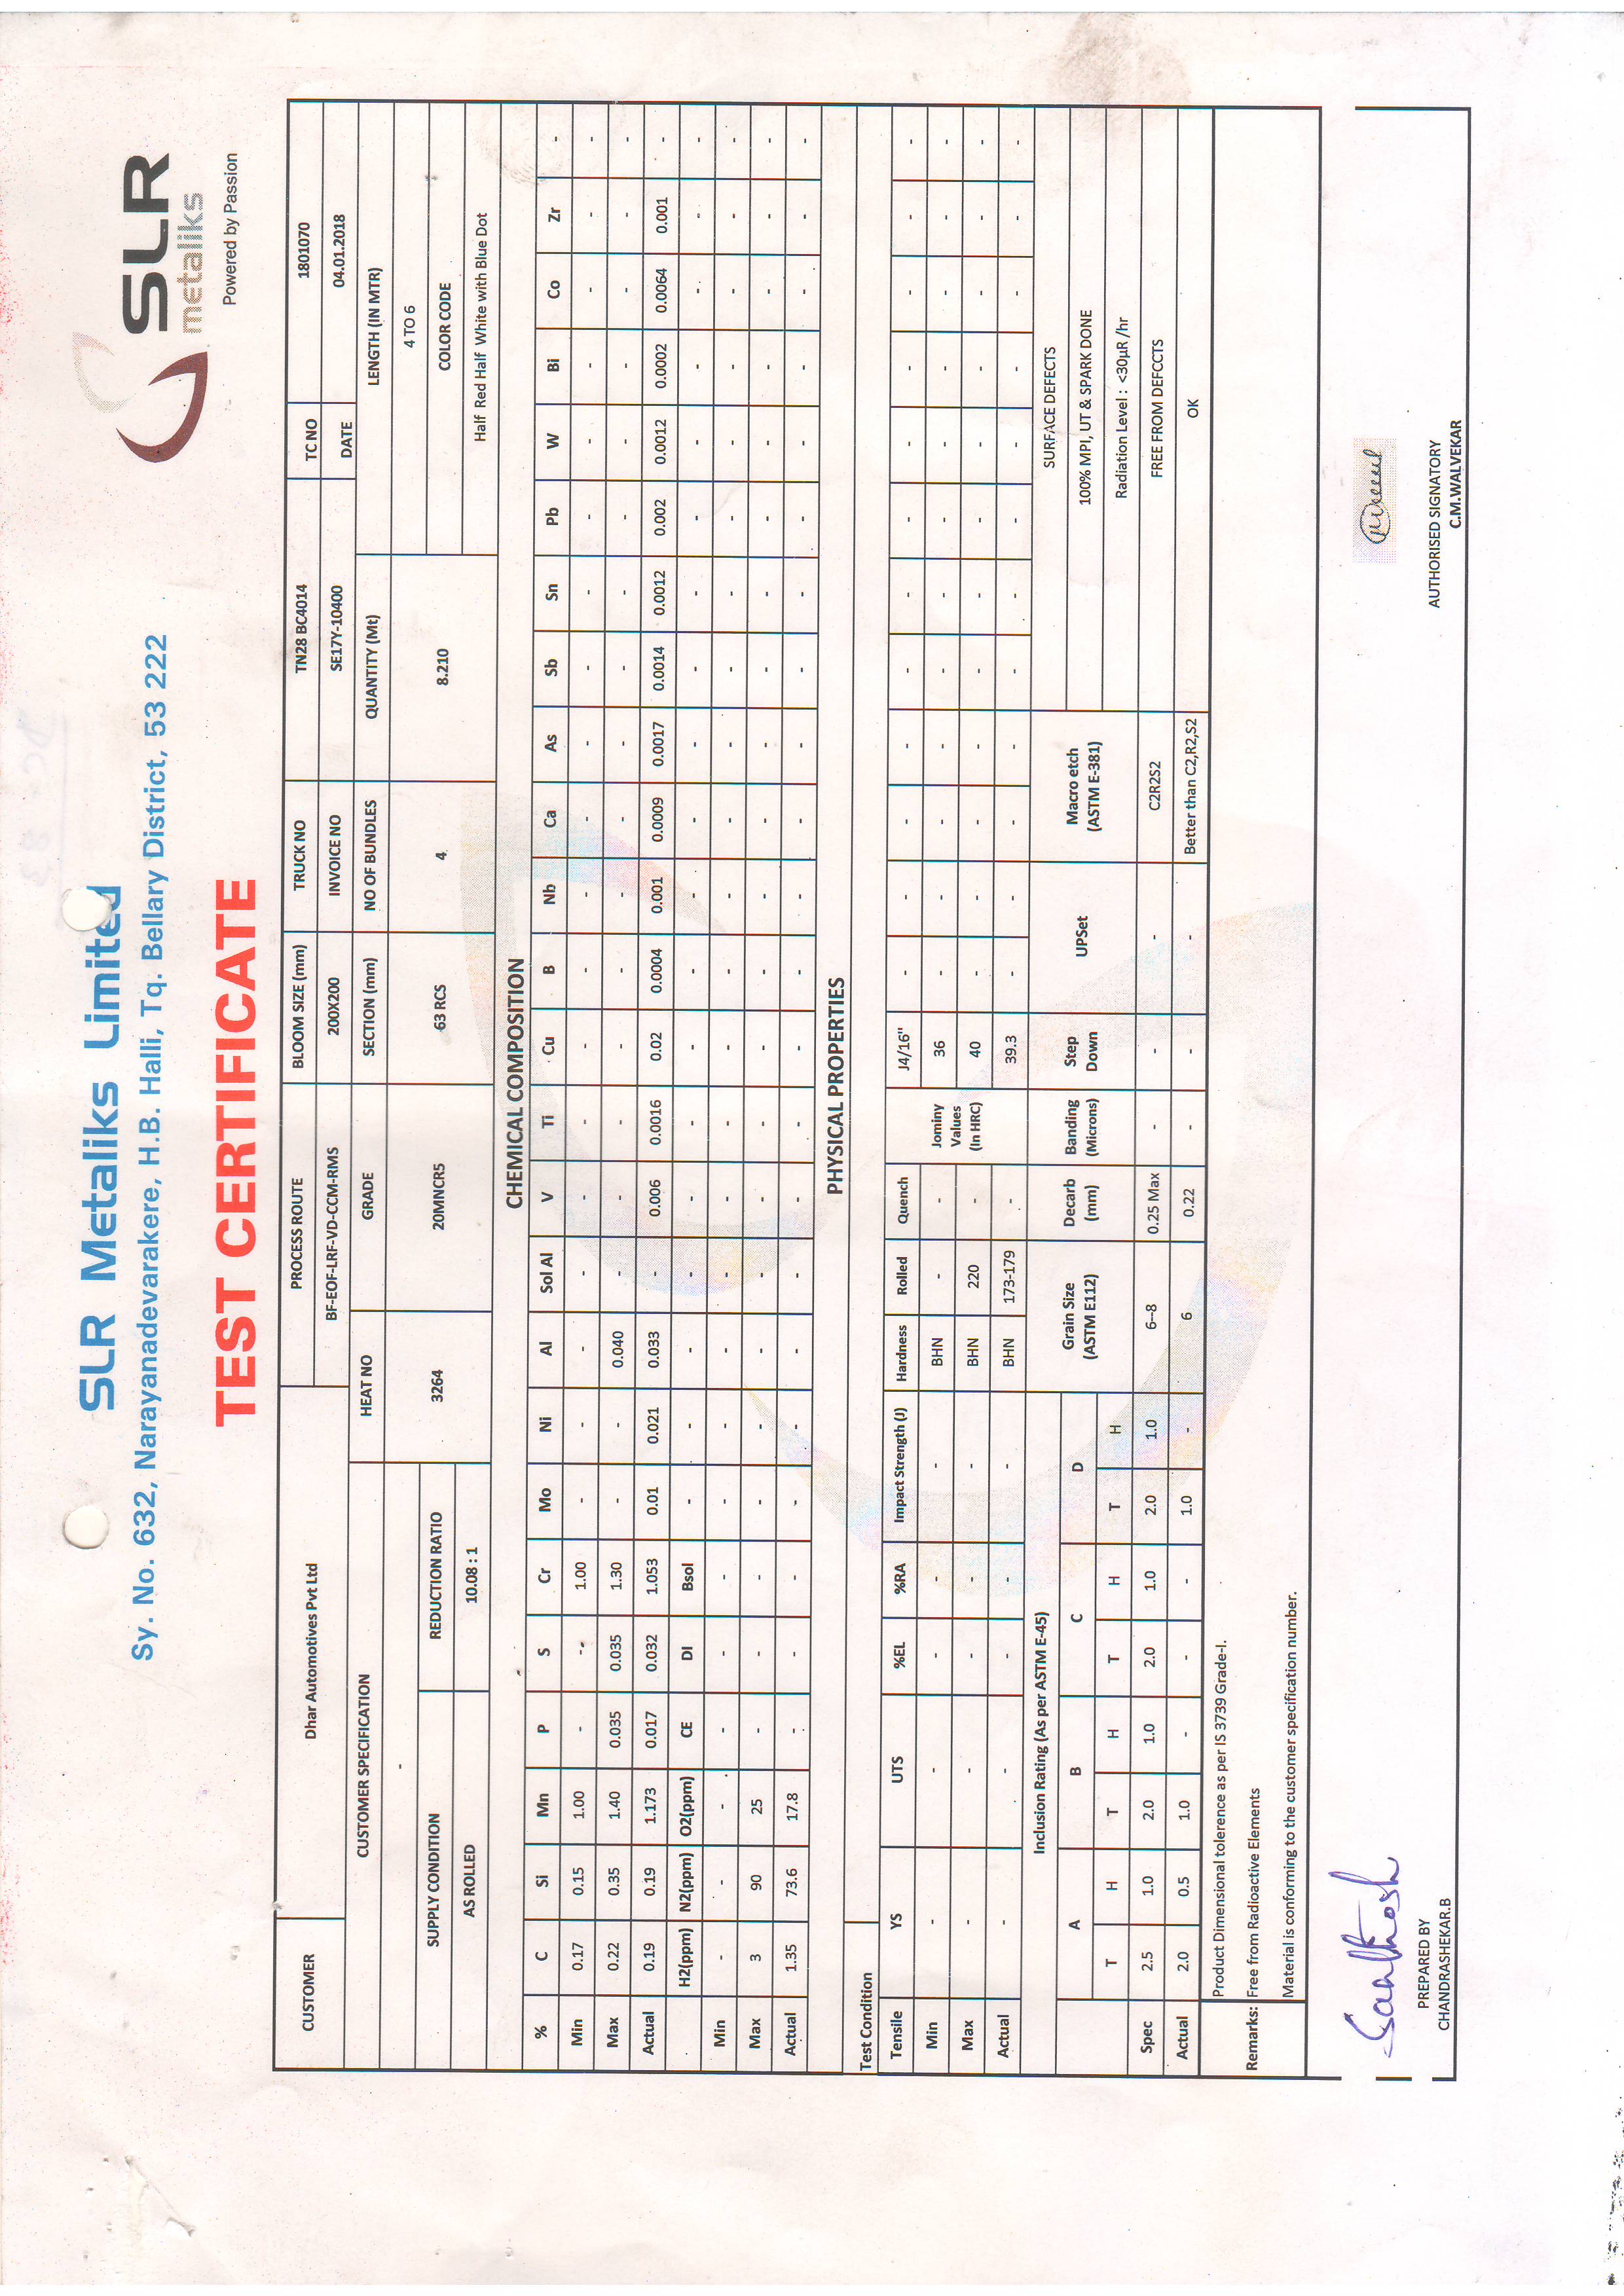 SLR Metaliks Limited
Sy. No. 632, Narayanadevarakere, H.B. Halli, Tq. Bellary District, 53 222
SLR
metaliks
Powered by Passion
TEST CERTIFICATE
CUSTOMER Dhar Automotives Pvt Ltd PROCESS ROUTE BLOOM SIZE (mm) TRUCK NO TN28 BC4014 TC NO 1801070
BF-EOF-LRF-VD-CCM-RMS 200X200 INVOICE NO SE17Y-10400 DATE 04.01.2018
CUSTOMER SPECIFICATION HEAT NO GRADE SECTION (mm) NO OF BUNDLES QUANTITY (Mt) LENGTH (IN MTR)
- 3264 20MNCR5 63 RCS 4 8.210 4 TO 6
SUPPLY CONDITION REDUCTION RATIO COLOR CODE
AS ROLLED 10.08 : 1 Half Red Half White with Blue Dot
CHEMICAL COMPOSITION
% C Si Mn P S Cr Mo Ni Al Sol Al V Ti Cu B Nb Ca As Sb Sn Pb W Bi Co Zr -
Min 0.17 0.15 1.00 - -- 1.00 - - - - - - - - - - - - - - - - - - -
Max 0.22 0.35 1.40 0.035 0.035 1.30 - - 0.040 - - - - - - - - - - - - - - - -
Actual 0.19 0.19 1.173 0.017 0.032 1.053 0.01 0.021 0.033 - 0.006 0.0016 0.02 0.0004 0.001 0.0009 0.0017 0.0014 0.0012 0.002 0.0012 0.0002 0.0064 0.001 -
H2(ppm) N2(ppm) O2(ppm) CE DI Bsol - - - - - - - - - - - - - - - - - - -
Min - - - - - - - - - - - - - - - - - - - - - - - - -
Max 3 90 25 - - - - - - - - - - - - - - - - - - - - - -
Actual 1.35 73.6 17.8 - - - - - - - - - - - - - - - - - - - - - -
PHYSICAL PROPERTIES
Test Condition
Tensile YS UTS %EL %RA Impact Strength (J) Hardness Rolled Quench Jominy Values (In HRC) J4/16" - - - - - - - - - - - -
Min - - - - - BHN - - 36 - - - - - - - - - - - -
Max - - - - - BHN 220 - 40 - - - - - - - - - - - -
Actual - - - - - BHN 173-179 - 39.3 - - - - - - - - - - - -
Inclusion Rating (As per ASTM E-45) Grain Size (ASTM E112) Decarb (mm) Banding (Microns) Step Down UPSet Macro etch (ASTM E-381) SURFACE DEFECTS
A B C D 100% MPI, UT & SPARK DONE
T H T H T H T H Radiation Level : <30µR /hr
Spec 2.5 1.0 2.0 1.0 2.0 1.0 2.0 1.0 6--8 0.25 Max - - - C2R2S2 FREE FROM DEFCCTS
Actual 2.0 0.5 1.0 - - - 1.0 - 6 0.22 - - - Better than C2,R2,S2 OK
Product Dimensional tolerence as per IS 3739 Grade-I.
Remarks: Free from Radioactive Elements
Material is conforming to the customer specification number.
Santhosh
PREPARED BY
CHANDRASHEKAR.B
AUTHORISED SIGNATORY
C.M.WALVEKAR